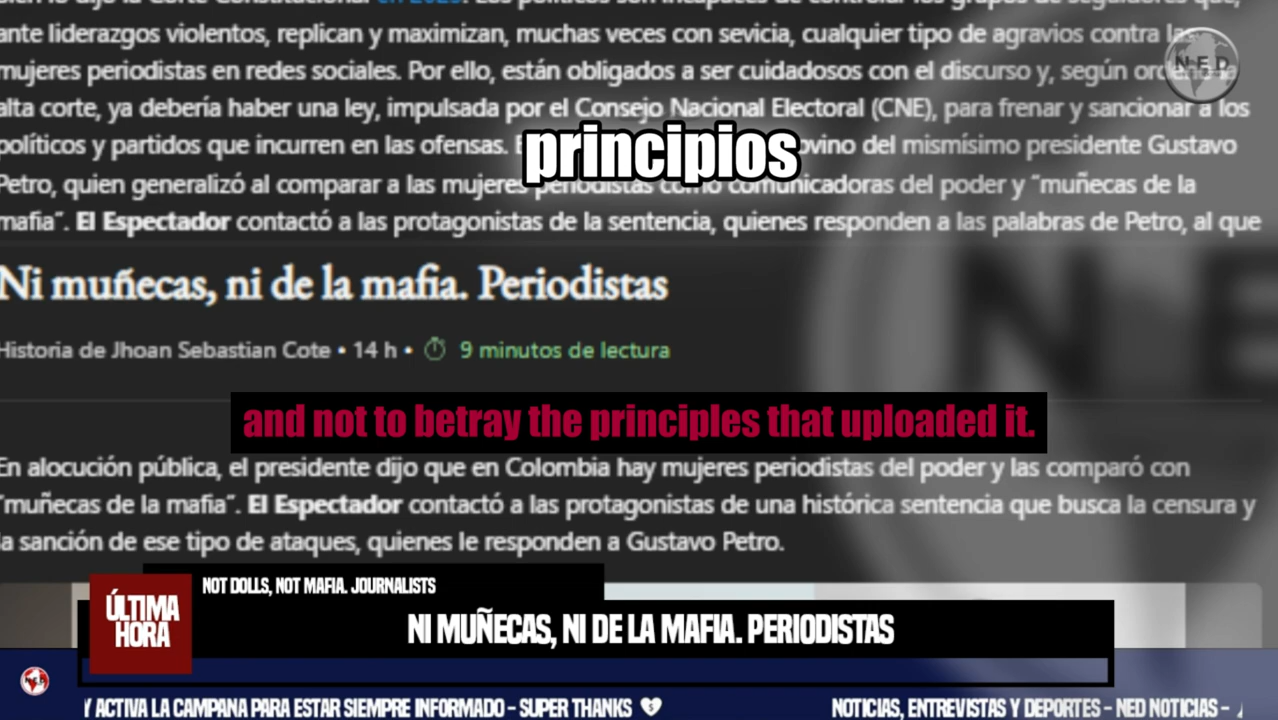 ante liderazgos violentos, replican y maximizan, muchas veces con sevicia, cualquier tipo de agravios contra las
mujeres periodistas en redes sociales. Por ello, están obligados a ser cuidadosos con el discurso y, según ordenó la
NED
alta corte, ya debería haber una ley, impulsada por el Consejo Nacional Electoral (CNE), para frenar y sancionar a los
políticos y partidos que incurren en las ofensas. ovino del mismísimo presidente Gustavo
principios
Petro, quien generalizó al comparar a las mujeres periodistas como comunicadoras del poder y "muñecas de la
mafia". El Espectador contactó a las protagonistas de la sentencia, quienes responden a las palabras de Petro, al que
Ni muñecas, ni de la mafia. Periodistas
NE
Historia de Jhoan Sebastian Cote • 14 h • 9 minutos de lectura
and not to betray the principles that uploaded it.
En alocución pública, el presidente dijo que en Colombia hay mujeres periodistas del poder y las comparó con
"muñecas de la mafia". El Espectador contactó a las protagonistas de una histórica sentencia que busca la censura y
la sanción de ese tipo de ataques, quienes le responden a Gustavo Petro.
NOT DOLLS, NOT MAFIA. JOURNALISTS
ÚLTIMA
HORA
NI MUÑECAS, NI DE LA MAFIA. PERIODISTAS
Y ACTIVA LA CAMPANA PARA ESTAR SIEMPRE INFORMADO - SUPER THANKS NOTICIAS, ENTREVISTAS Y DEPORTES - NED NOTICIAS -